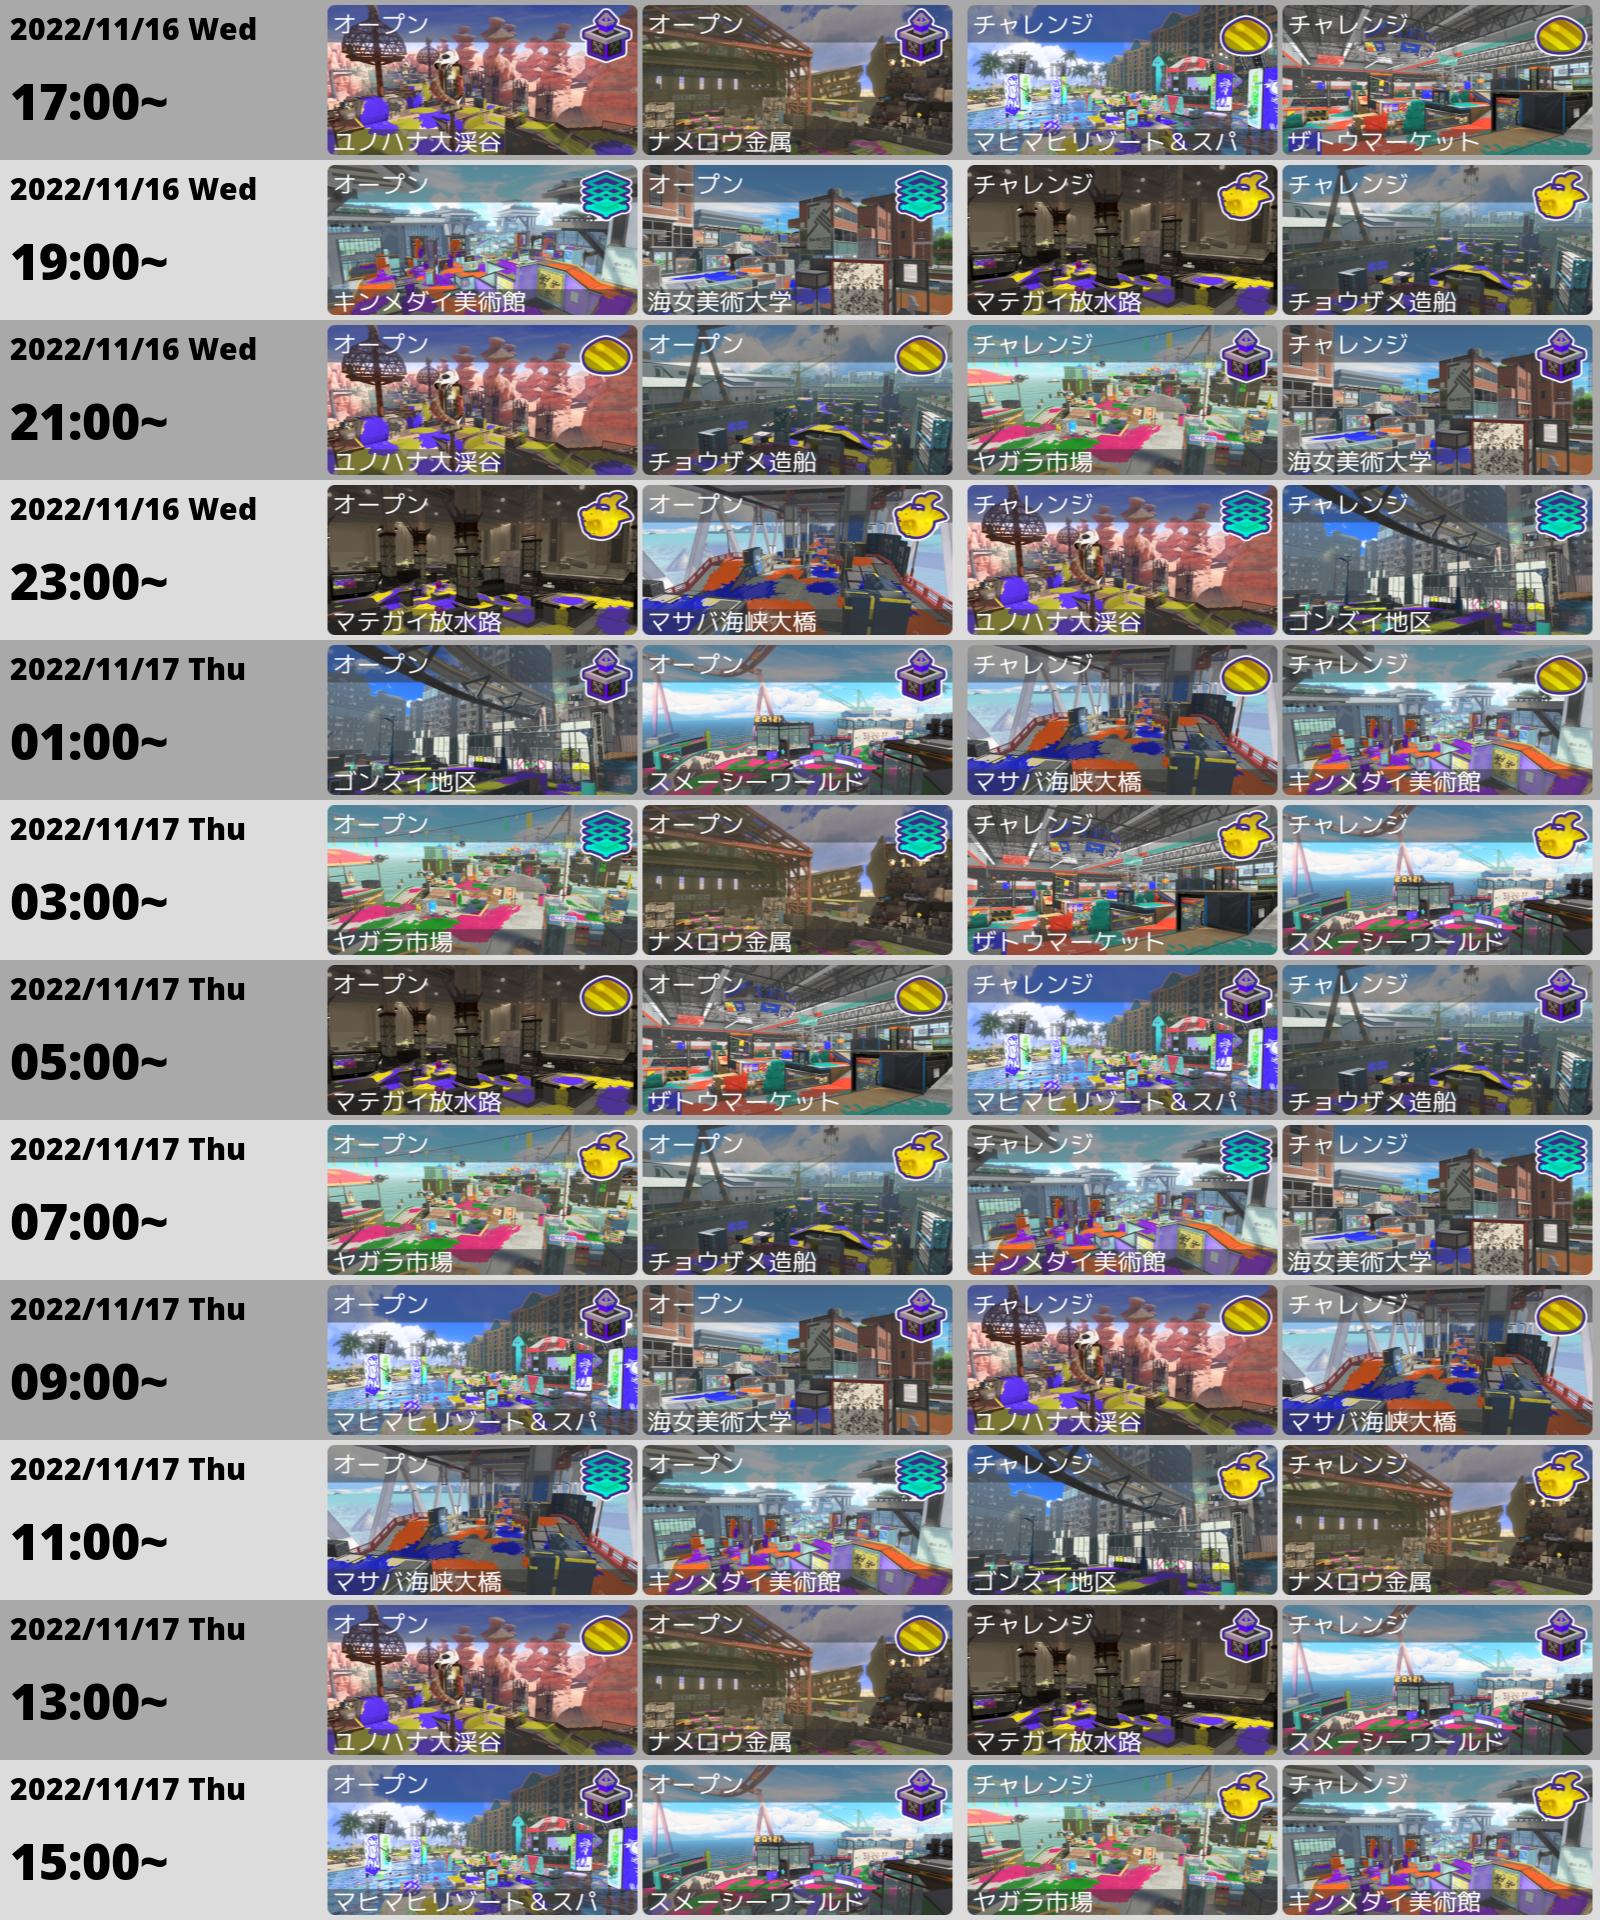 2022/11/16 Wed
17:00~
オープン
ユノハナ大渓谷
オープン
ナメロウ金属
チャレンジ
マヒマヒリゾート＆スパ
チャレンジ
ザトウマーケット
2022/11/16 Wed
19:00~
オープン
キンメダイ美術館
オープン
海女美術大学
チャレンジ
マテガイ放水路
チャレンジ
チョウザメ造船
2022/11/16 Wed
21:00~
オープン
ユノハナ大渓谷
オープン
チョウザメ造船
チャレンジ
ヤガラ市場
チャレンジ
海女美術大学
2022/11/16 Wed
23:00~
オープン
マテガイ放水路
オープン
マサバ海峡大橋
チャレンジ
ユノハナ大渓谷
チャレンジ
ゴンズイ地区
2022/11/17 Thu
01:00~
オープン
ゴンズイ地区
オープン
スメーシーワールド
チャレンジ
マサバ海峡大橋
チャレンジ
キンメダイ美術館
2022/11/17 Thu
03:00~
オープン
ヤガラ市場
オープン
ナメロウ金属
チャレンジ
ザトウマーケット
チャレンジ
スメーシーワールド
2022/11/17 Thu
05:00~
オープン
マテガイ放水路
オープン
ザトウマーケット
チャレンジ
マヒマヒリゾート＆スパ
チャレンジ
チョウザメ造船
2022/11/17 Thu
07:00~
オープン
ヤガラ市場
オープン
チョウザメ造船
チャレンジ
キンメダイ美術館
チャレンジ
海女美術大学
2022/11/17 Thu
09:00~
オープン
マヒマヒリゾート＆スパ
オープン
海女美術大学
チャレンジ
ユノハナ大渓谷
チャレンジ
マサバ海峡大橋
2022/11/17 Thu
11:00~
オープン
マサバ海峡大橋
オープン
キンメダイ美術館
チャレンジ
ゴンズイ地区
チャレンジ
ナメロウ金属
2022/11/17 Thu
13:00~
オープン
ユノハナ大渓谷
オープン
ナメロウ金属
チャレンジ
マテガイ放水路
チャレンジ
スメーシーワールド
2022/11/17 Thu
15:00~
オープン
マヒマヒリゾート＆スパ
オープン
スメーシーワールド
チャレンジ
ヤガラ市場
チャレンジ
キンメダイ美術館